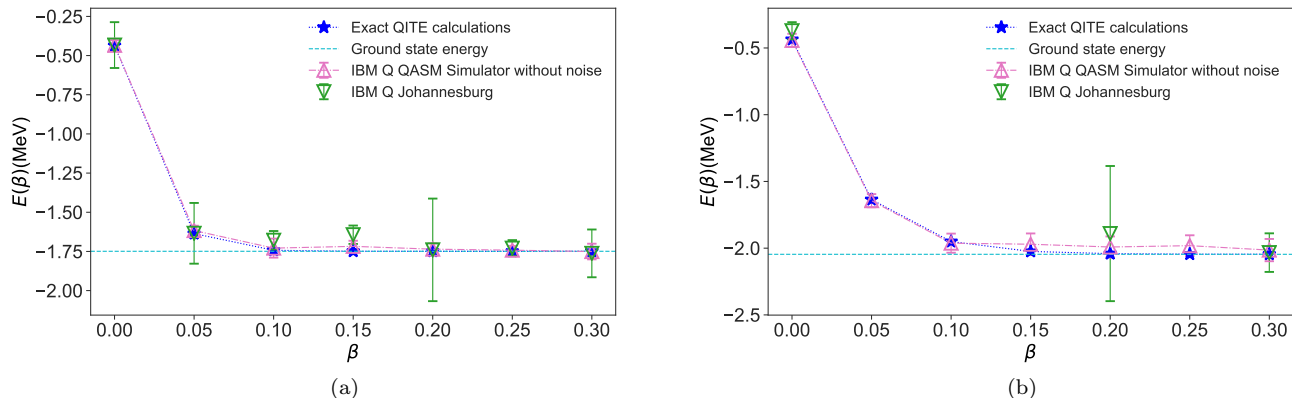 Exact QITE calculations
Ground state energy
IBM Q QASM Simulator without noise
IBM Q Johannesburg
E(β)(MeV)
−0.25
−0.50
−0.75
−1.00
−1.25
−1.50
−1.75
−2.00
0.00 0.05 0.10 0.15 0.20 0.25 0.30
β
(a)
Exact QITE calculations
Ground state energy
IBM Q QASM Simulator without noise
IBM Q Johannesburg
E(β)(MeV)
−0.5
−1.0
−1.5
−2.0
−2.5
0.00 0.05 0.10 0.15 0.20 0.25 0.30
β
(b)